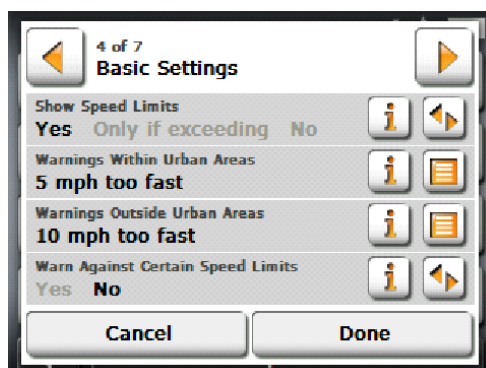 4 of 7
Basic Settings
Show Speed Limits
Yes Only if exceeding No
Warnings Within Urban Areas
5 mph too fast
Warnings Outside Urban Areas
10 mph too fast
Warn Against Certain Speed Limits
Yes No
Cancel Done